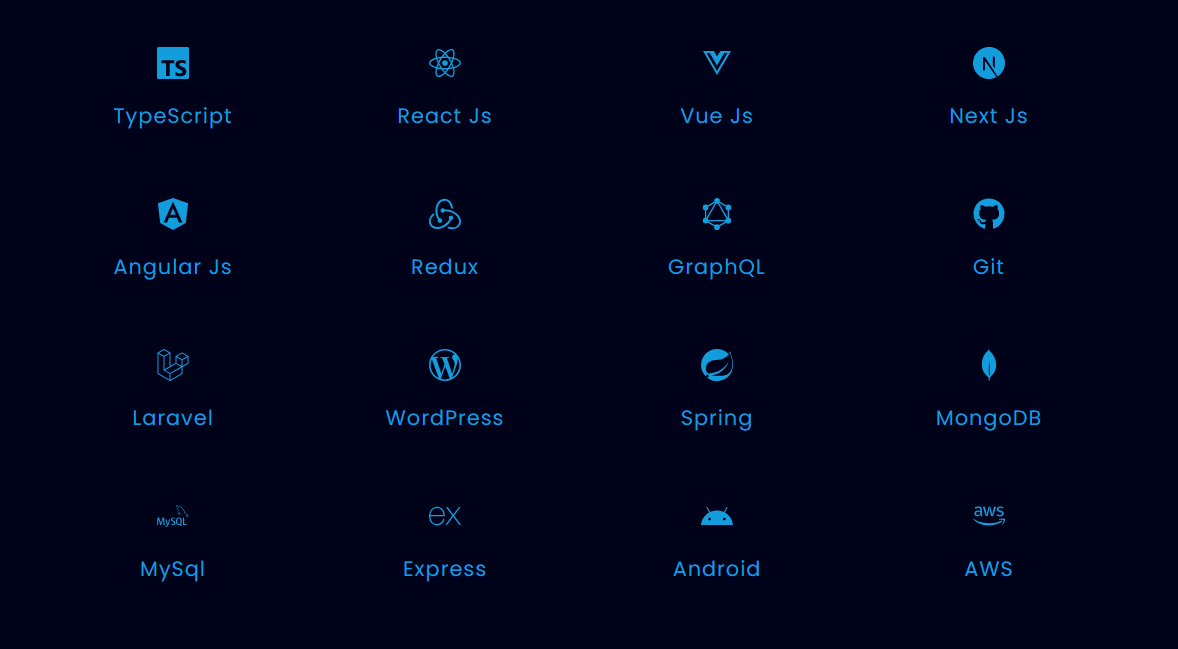 TS
TypeScript
React Js
Vue Js
N
Next Js
A
Angular Js
Redux
GraphQL
Git
Laravel
W
WordPress
Spring
MongoDB
MySQL
MySql
ex
Express
Android
aws
AWS